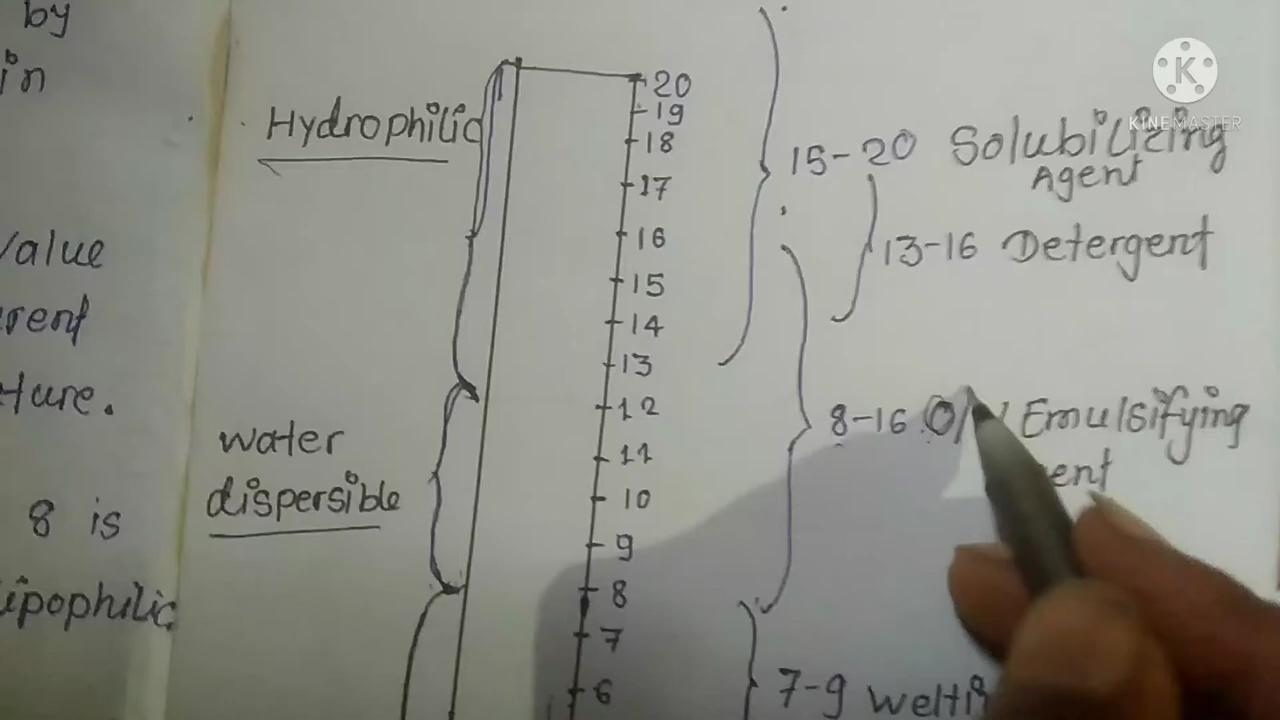 by
in
value
rent
ture.
8 is
lipophilic
Hydrophilic
water
dispersible
20
19
18
17
16
15
14
13
12
11
10
9
8
7
6
15-20 Solubilizing
Agent
13-16 Detergent
8-16 O/ Emulsifying
ent
7-9 wetti
KINEMASTER